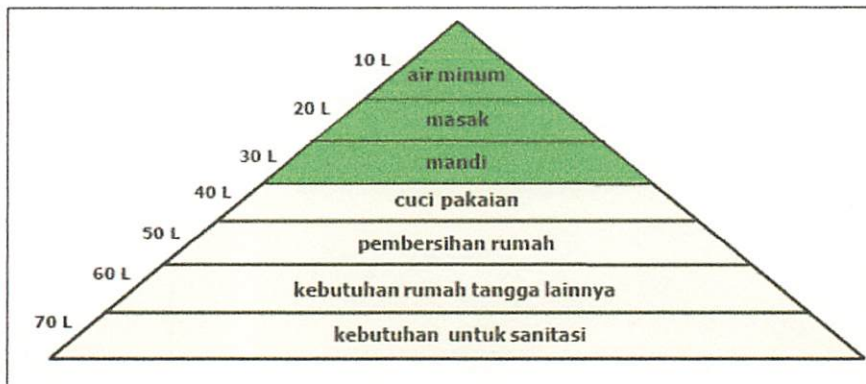 10 L
air minum
20 L
masak
30 L
mandi
40 L
cuci pakaian
50 L
pembersihan rumah
60 L
kebutuhan rumah tangga lainnya
70 L
kebutuhan untuk sanitasi